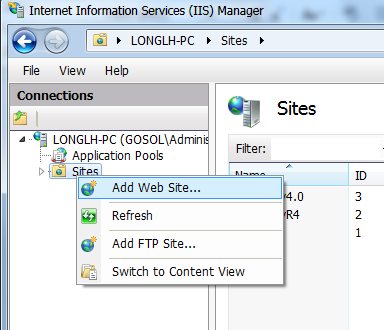 Internet Information Services (IIS) Manager
LONGLH-PC Sites
File View Help
Connections
LONGLH-PC (GOSOL\Adminis
Application Pools
Sites
Add Web Site...
Refresh
Add FTP Site...
Switch to Content View
Sites
Filter:
Name ID
v4.0 3
vR4 2
1